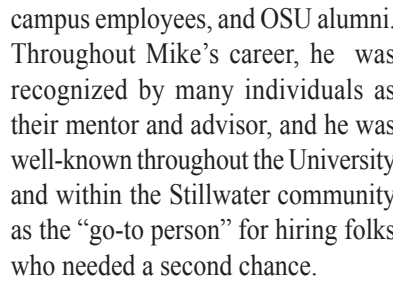 campus employees, and OSU alumni.
Throughout Mike’s career, he was
recognized by many individuals as
their mentor and advisor, and he was
well-known throughout the University
and within the Stillwater community
as the “go-to person” for hiring folks
who needed a second chance.